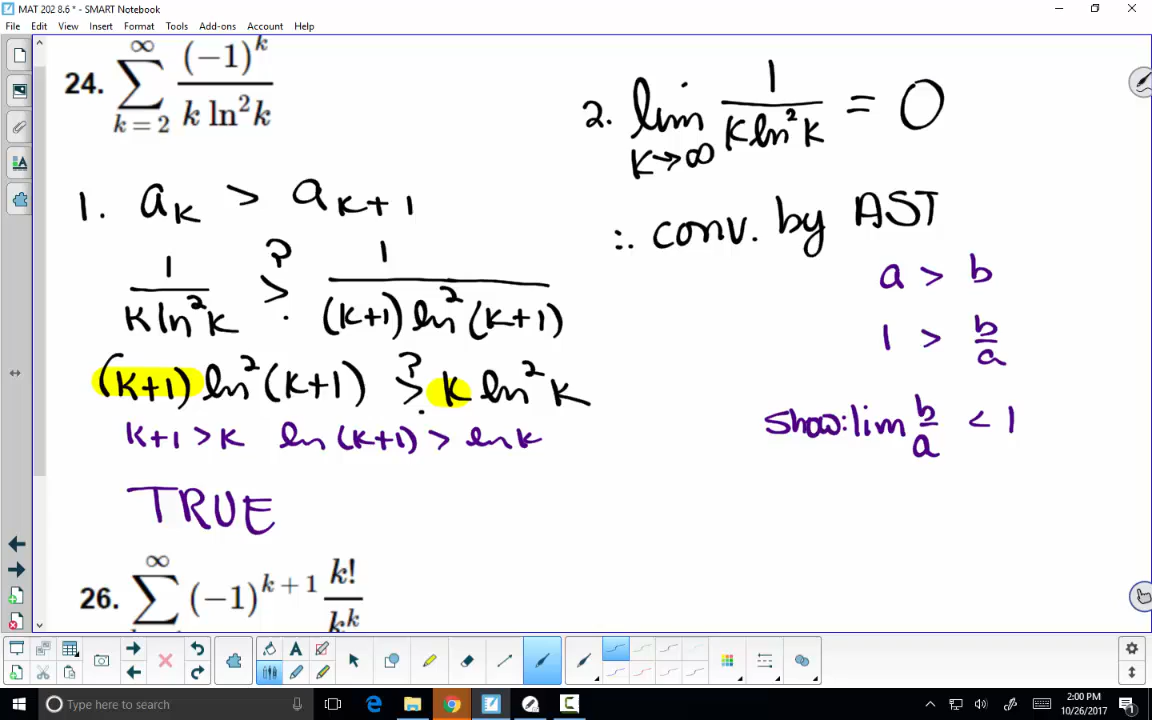 MAT 202 8.6 * - SMART Notebook
File Edit View Insert Format Tools Add-ons Account Help
24. ∞ ∑ k = 2 (−1)^k / k ln²k
1. a_k > a_{k+1}
1 / k ln²k >? 1 / (k+1) ln²(k+1)
(k+1) ln²(k+1) >? k ln²k
k+1 > k ln(k+1) > ln k
TRUE
2. lim k→∞ 1 / k ln²k = 0
∴ conv. by AST
a > b
1 > b/a
show: lim b/a < 1
26. ∞ ∑ (−1)^{k + 1} k! / k^k
Type here to search
2:00 PM
10/26/2017
1